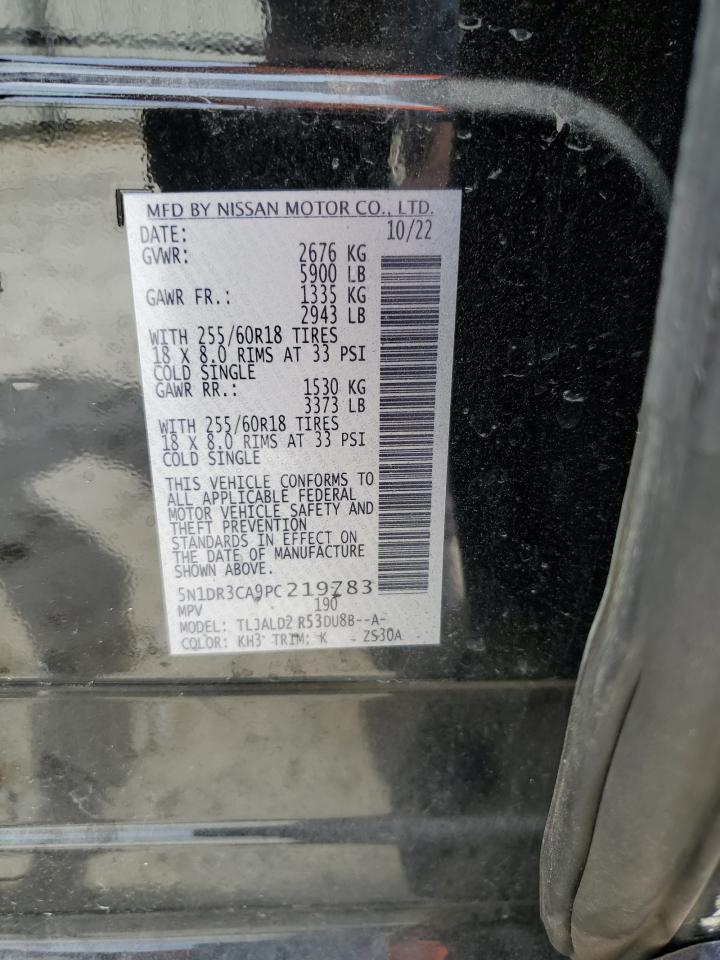 MFD BY NISSAN MOTOR CO., LTD.
DATE: 10/22
GVWR: 2676 KG
5900 LB
GAWR FR.: 1335 KG
2943 LB
WITH 255/60R18 TIRES
18 X 8.0 RIMS AT 33 PSI
COLD SINGLE
GAWR RR.: 1530 KG
3373 LB
WITH 255/60R18 TIRES
18 X 8.0 RIMS AT 33 PSI
COLD SINGLE
THIS VEHICLE CONFORMS TO
ALL APPLICABLE FEDERAL
MOTOR VEHICLE SAFETY AND
THEFT PREVENTION
STANDARDS IN EFFECT ON
THE DATE OF MANUFACTURE
SHOWN ABOVE.
5N1DR3CA9PC219783
MPV 190
MODEL: TLJALD2 R53DU8B--A-
COLOR: KH3 TRIM: K - ZS30A